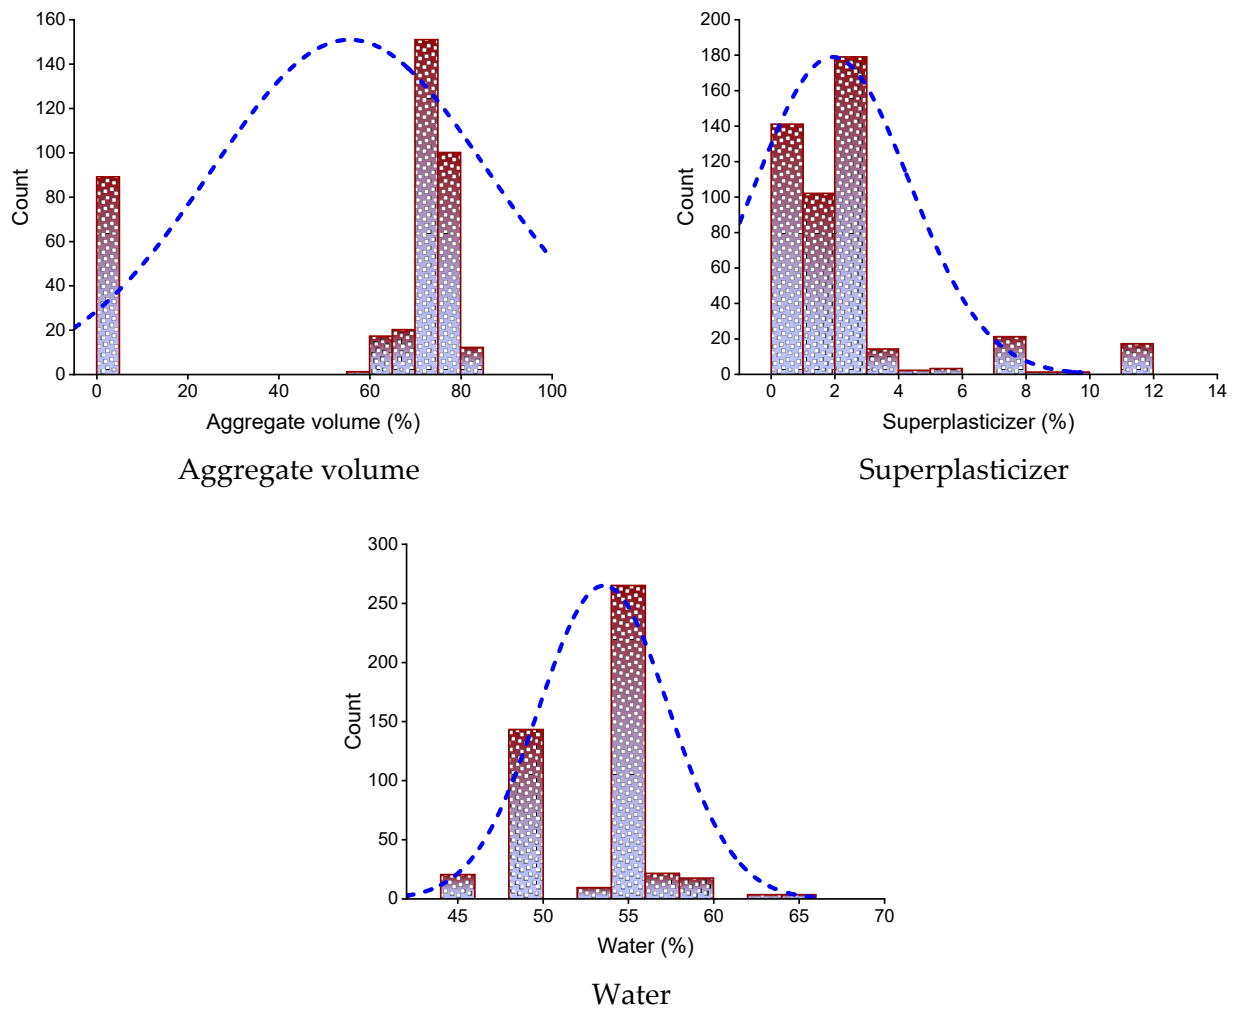 160
140
120
100
80
60
40
20
0
Count
0 20 40 60 80 100
Aggregate volume (%)
Aggregate volume
200
180
160
140
120
100
80
60
40
20
0
Count
0 2 4 6 8 10 12 14
Superplasticizer (%)
Superplasticizer
300
250
200
150
100
50
0
Count
45 50 55 60 65 70
Water (%)
Water